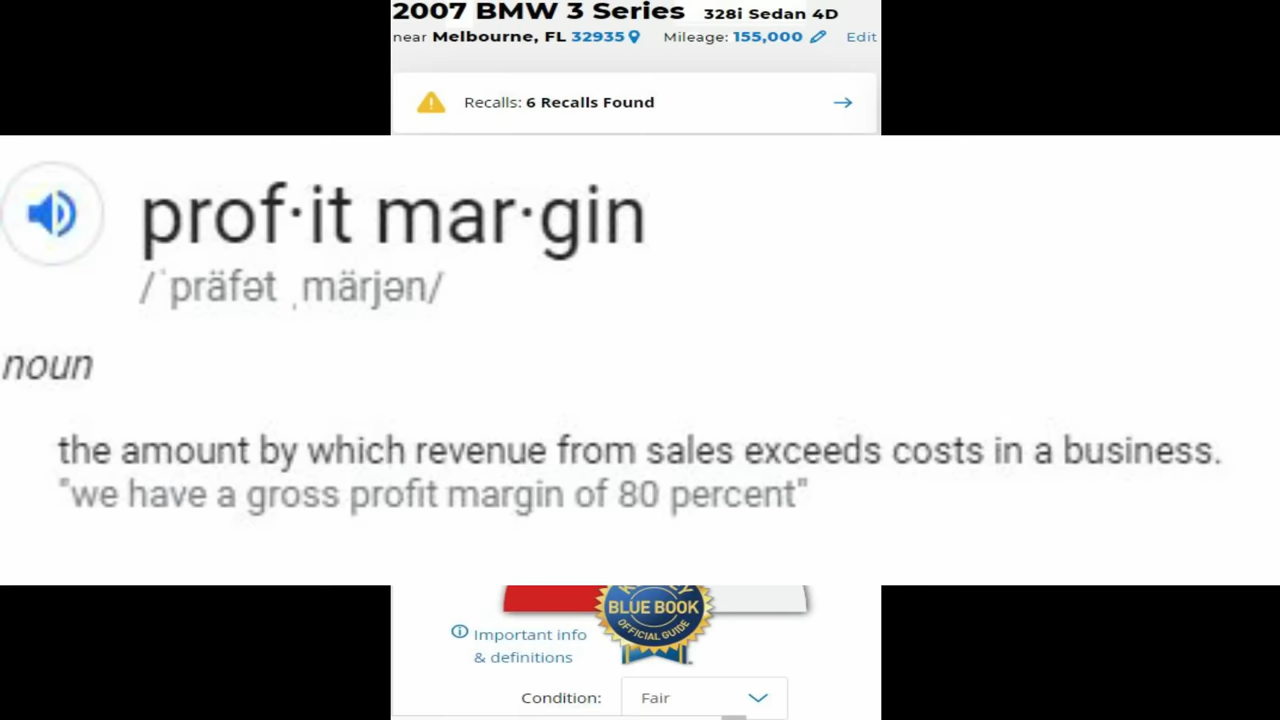 2007 BMW 3 Series 328i Sedan 4D
near Melbourne, FL 32935 Mileage: 155,000 Edit
Recalls: 6 Recalls Found
prof·it mar·gin
/ˈpräfət ˌmärjən/
noun
the amount by which revenue from sales exceeds costs in a business.
"we have a gross profit margin of 80 percent"
BLUE BOOK
OFFICIAL GUIDE
Important info
& definitions
Condition: Fair